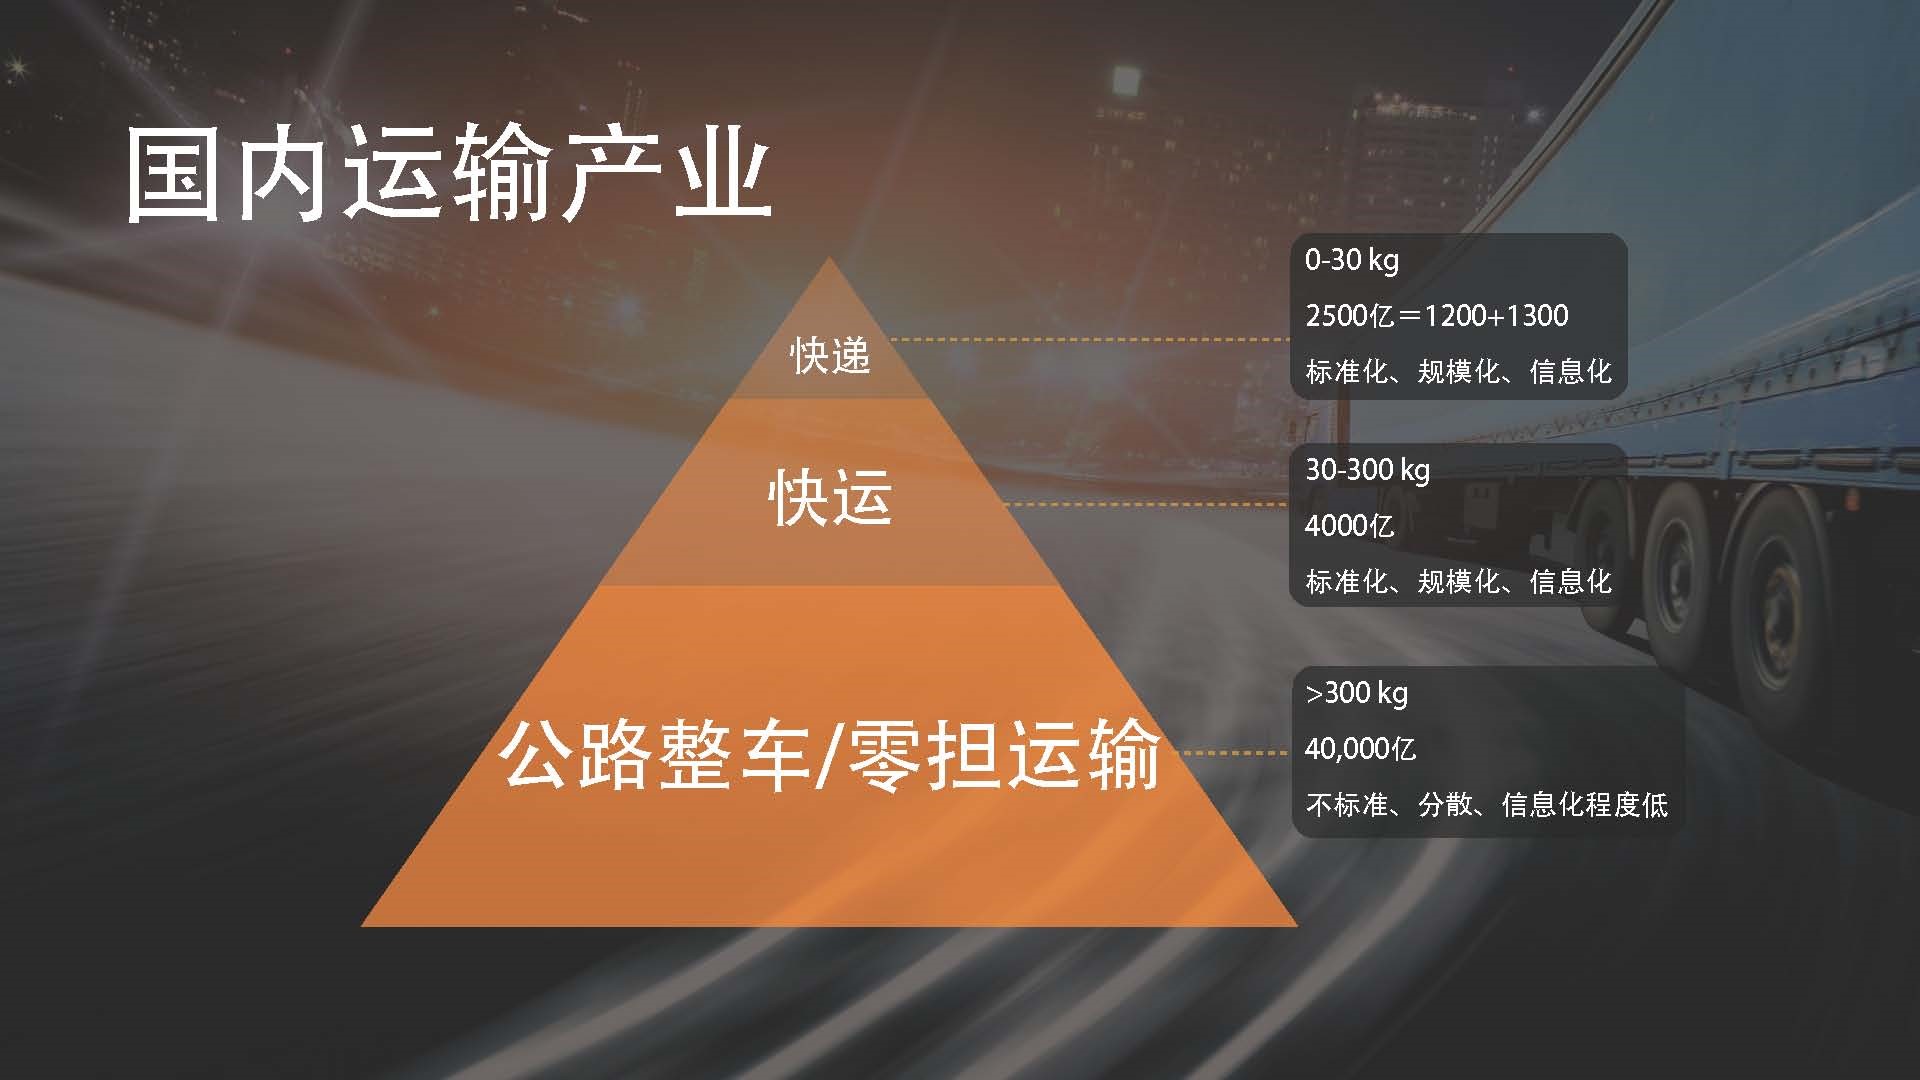 国内运输产业
快递
0-30 kg
2500亿＝1200+1300
标准化、规模化、信息化
快运
30-300 kg
4000亿
标准化、规模化、信息化
公路整车/零担运输
>300 kg
40,000亿
不标准、分散、信息化程度低